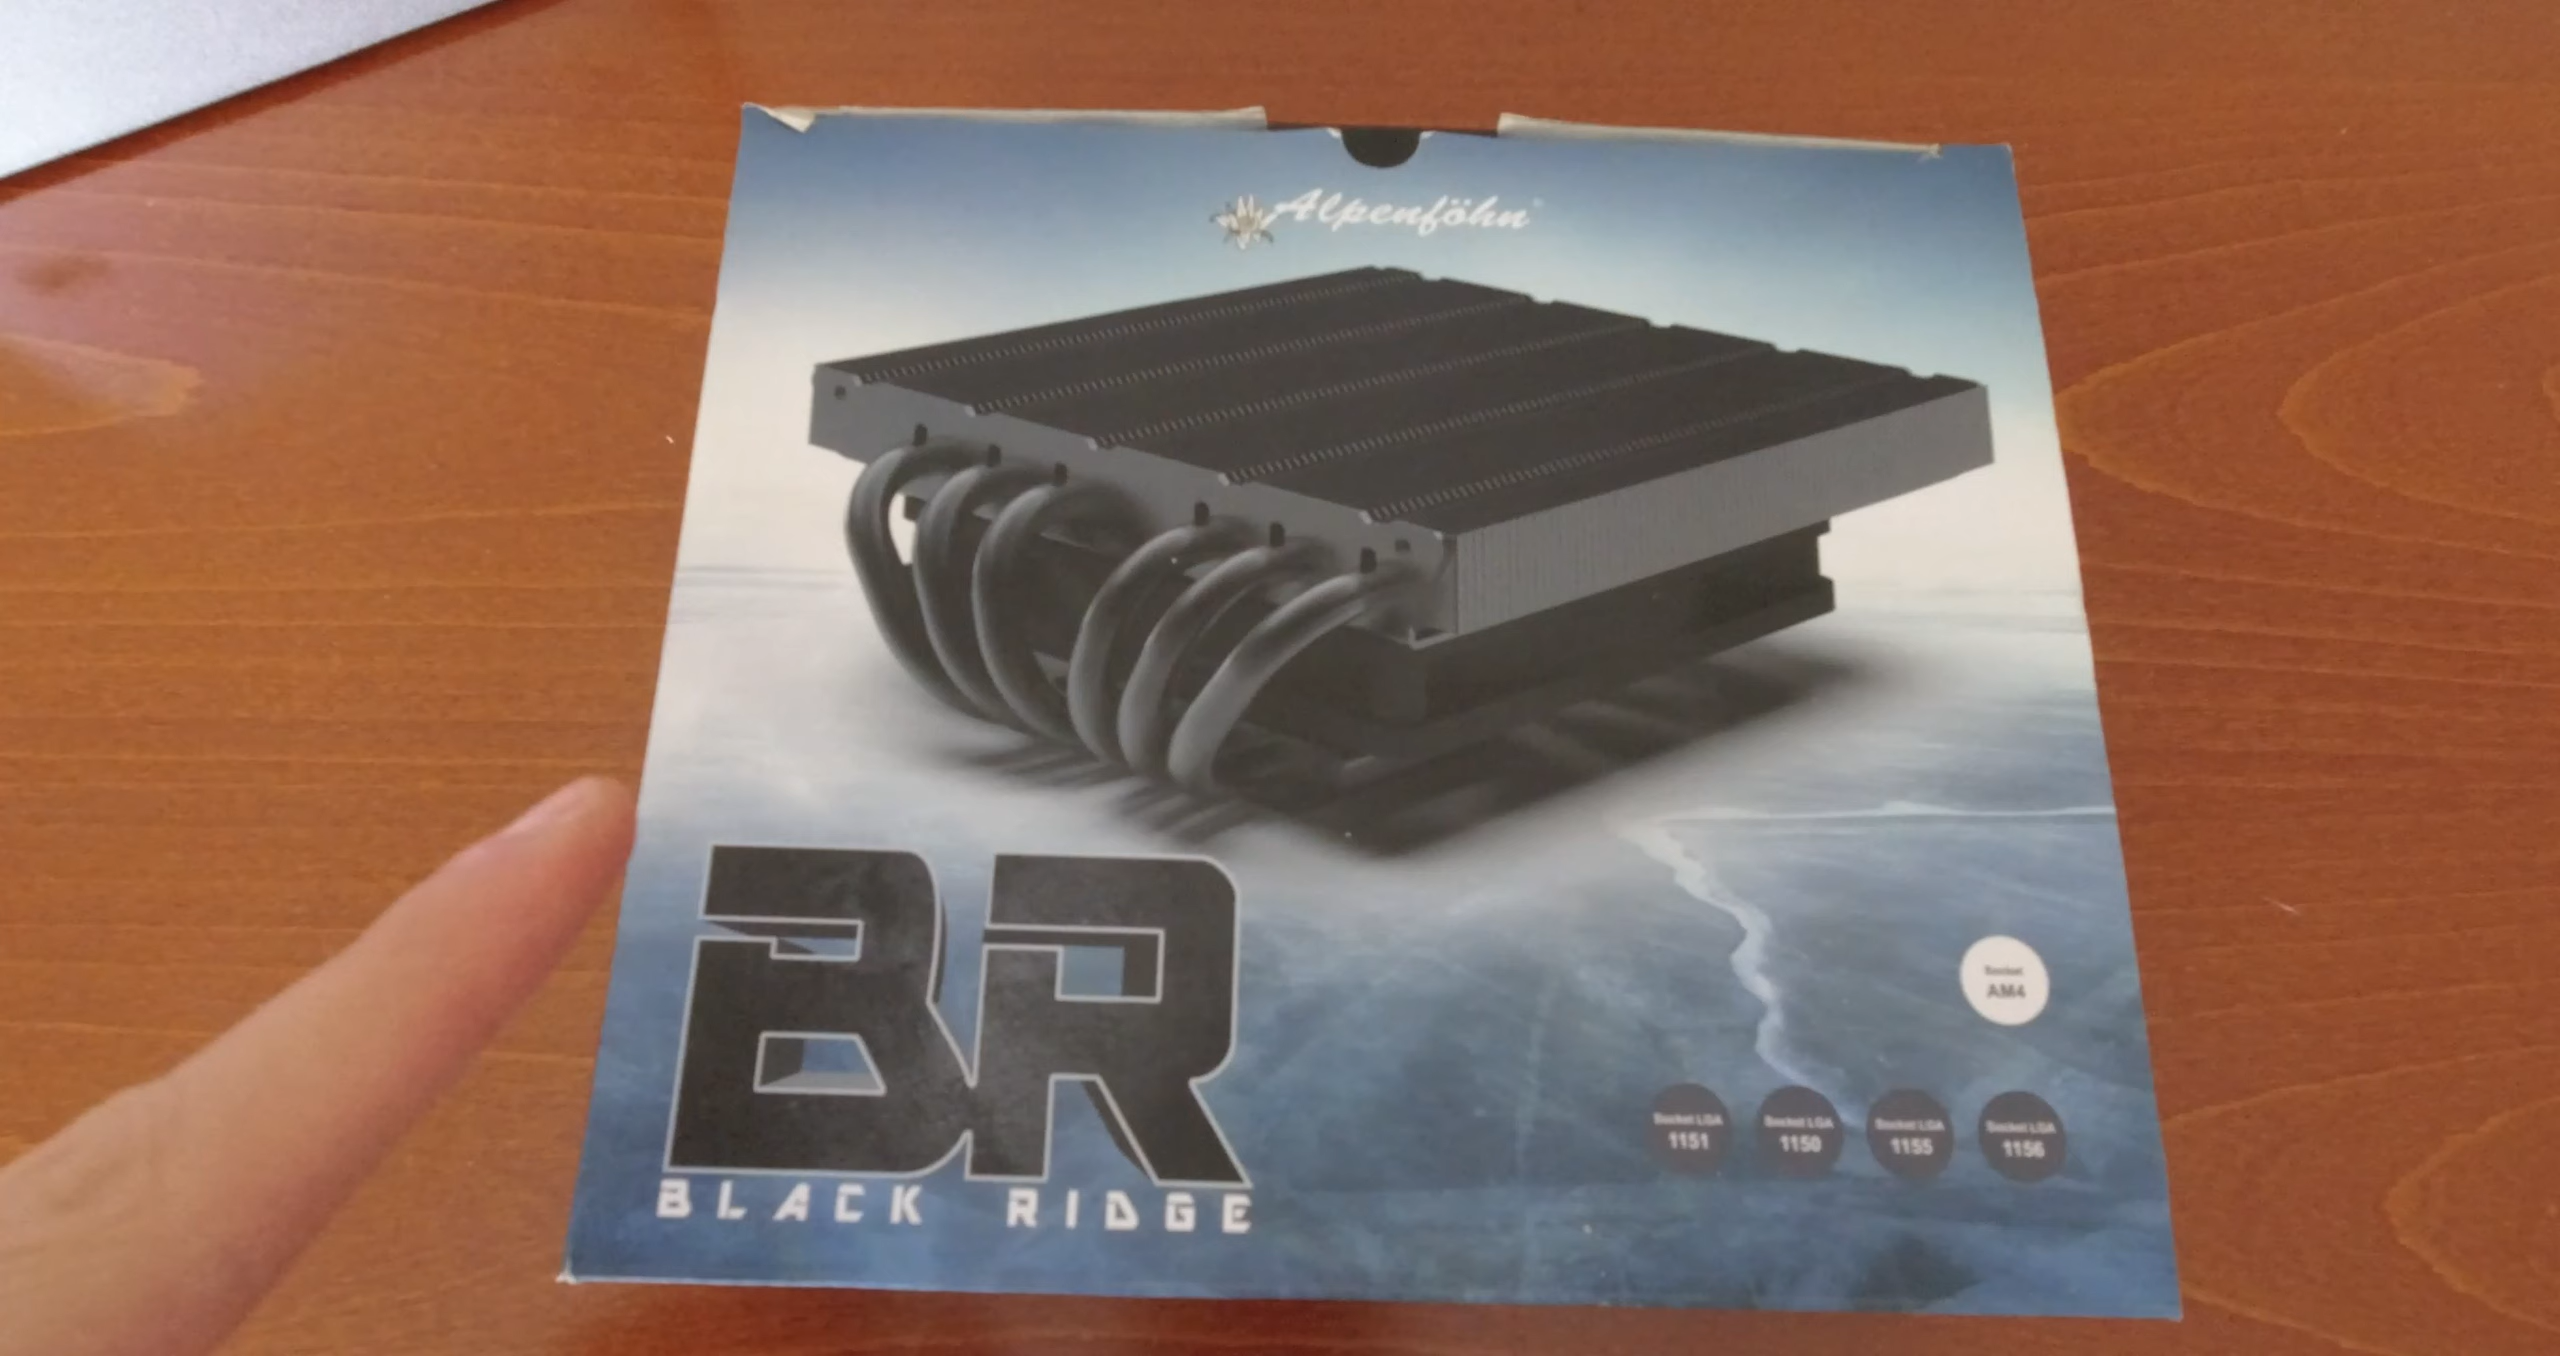 Alpenföhn
BR
BLACK RIDGE
Socket
AM4
Socket LGA
1151
Socket LGA
1150
Socket LGA
1155
Socket LGA
1156